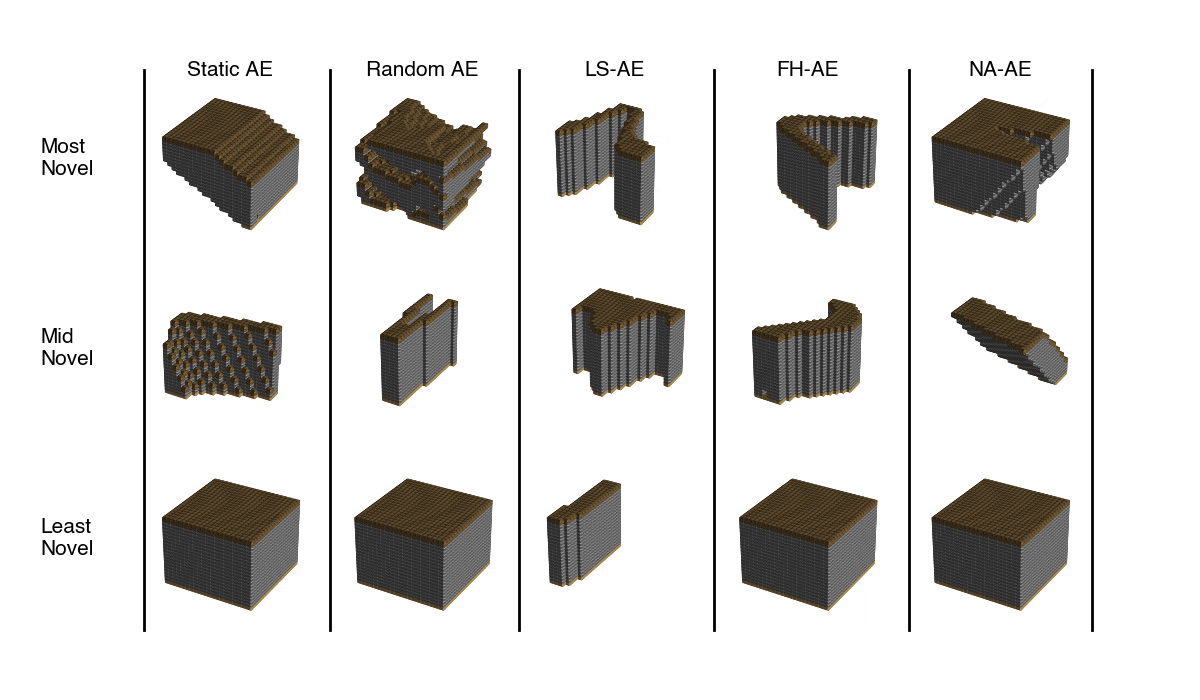 Static AE
Random AE
LS-AE
FH-AE
NA-AE
Most
Novel
Mid
Novel
Least
Novel